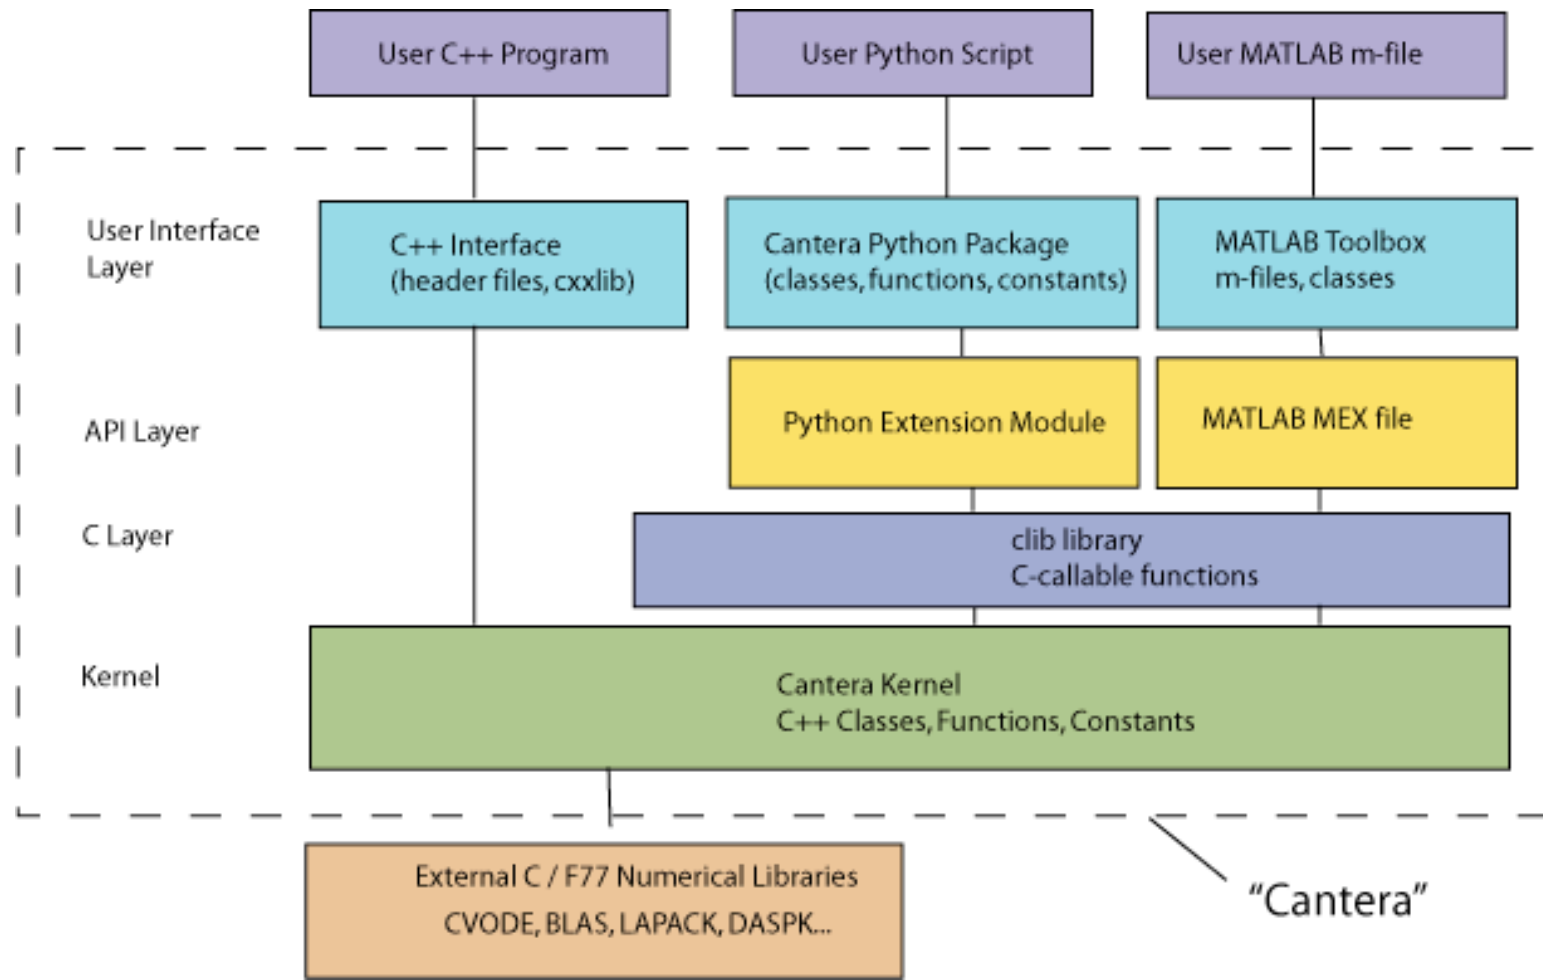 User C++ Program
User Python Script
User MATLAB m-file
User Interface
Layer
C++ Interface
(header files, cxxlib)
Cantera Python Package
(classes, functions, constants)
MATLAB Toolbox
m-files, classes
API Layer
Python Extension Module
MATLAB MEX file
C Layer
clib library
C-callable functions
Kernel
Cantera Kernel
C++ Classes, Functions, Constants
External C / F77 Numerical Libraries
CVODE, BLAS, LAPACK, DASPK...
“Cantera”